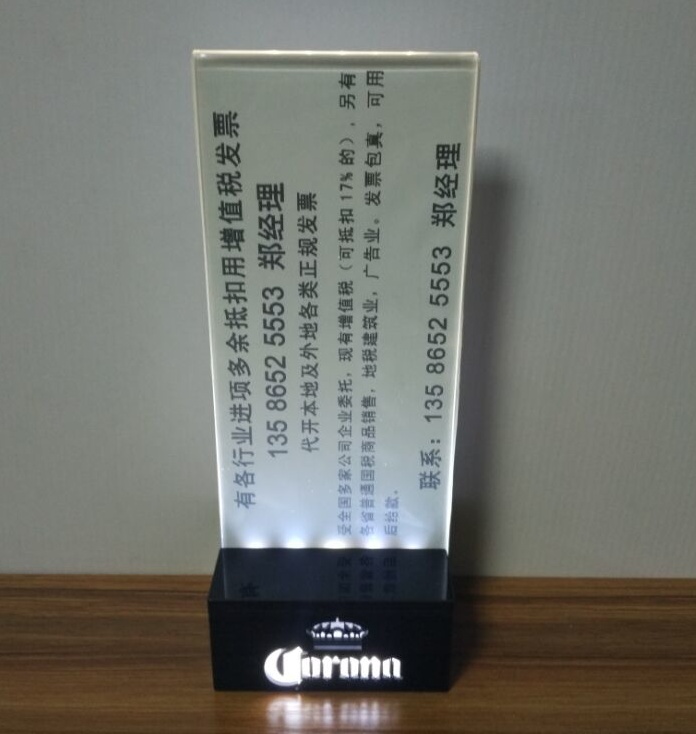 有各行业进项多余抵扣用增值税发票
135 8652 5553 郑经理
代开本地及外地各类正规发票
受全国多家公司企业委托，现有增值税（可抵扣17%的），另有
各省普通国税商品销售，地税建筑业，广告业。发票包真，可用
后给款。
联系：135 8652 5553 郑经理
Corona